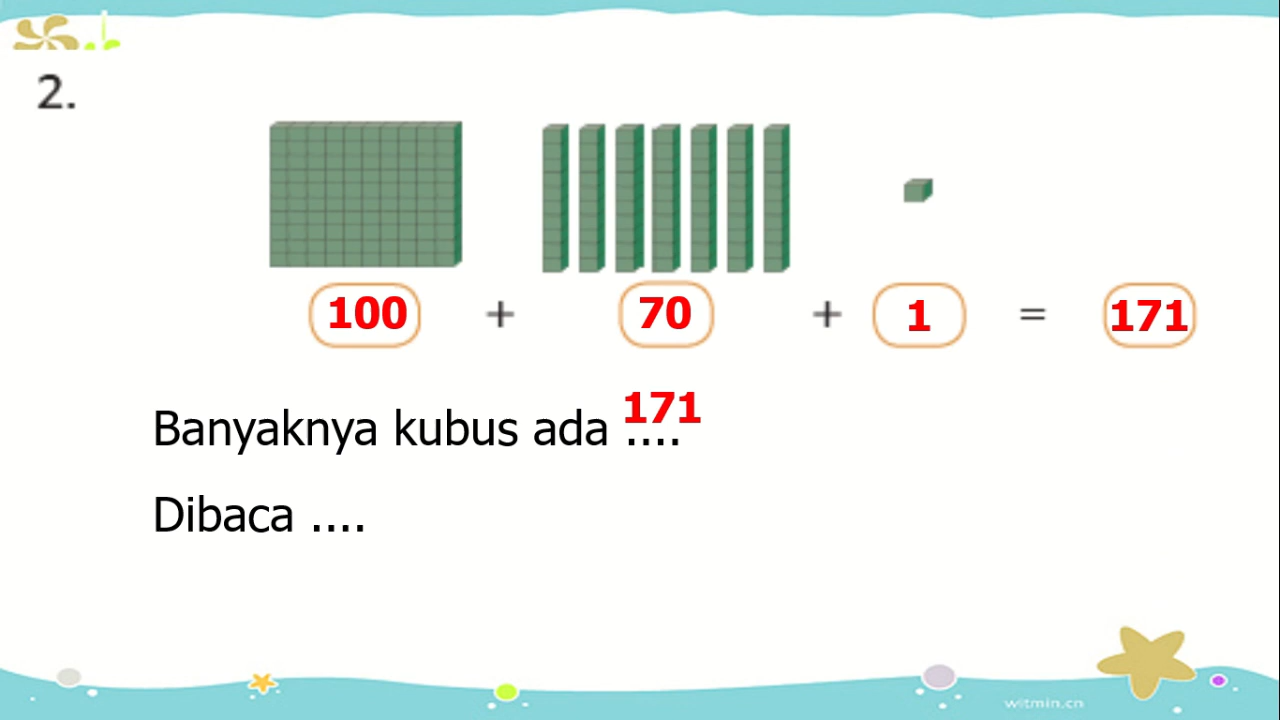 2.
100 + 70 + 1 = 171
171
Banyaknya kubus ada ....
Dibaca ....
witmin.cn